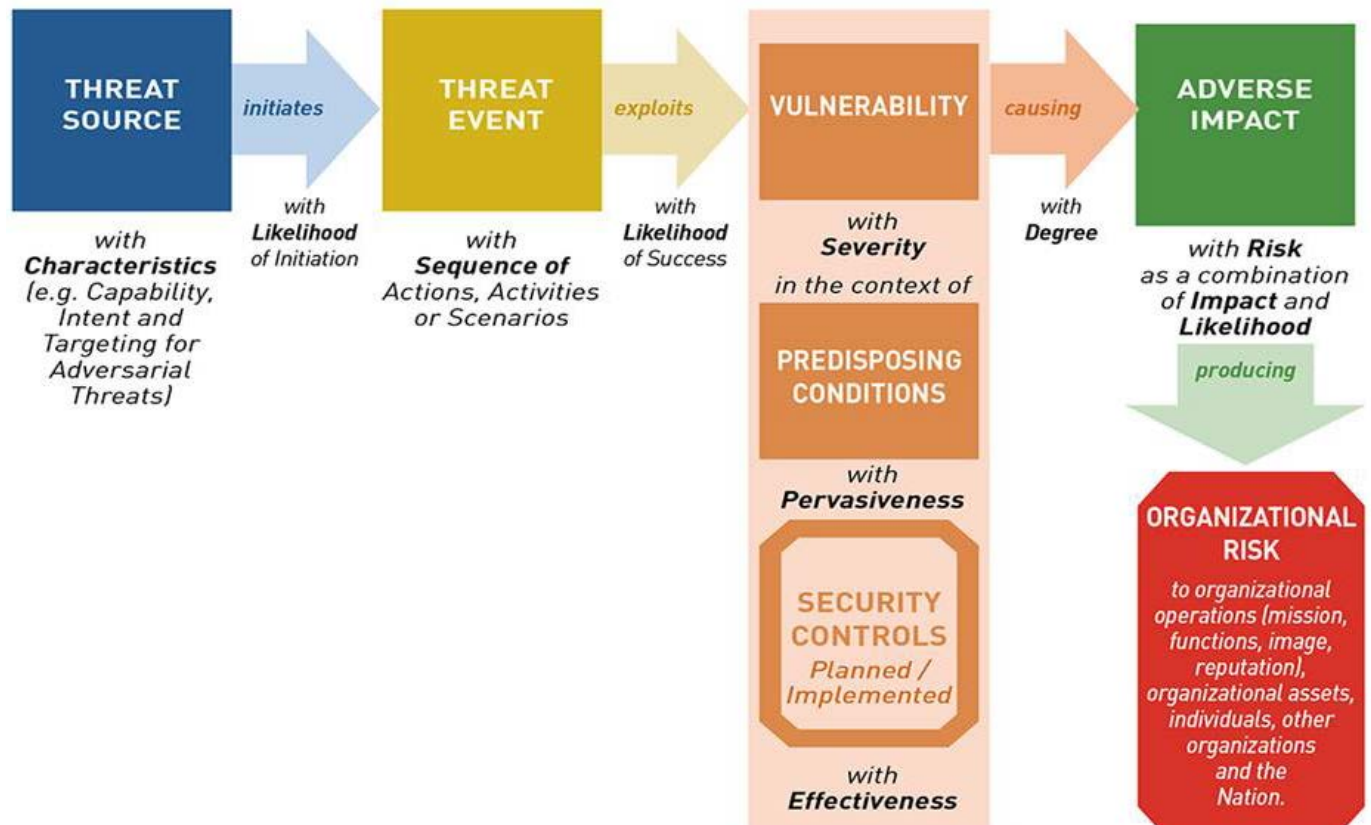 THREAT
SOURCE
with
Characteristics
(e.g. Capability,
Intent and
Targeting for
Adversarial
Threats)
initiates
with
Likelihood
of Initiation
THREAT
EVENT
with
Sequence of
Actions, Activities
or Scenarios
exploits
with
Likelihood
of Success
VULNERABILITY
with
Severity
in the context of
PREDISPOSING
CONDITIONS
with
Pervasiveness
SECURITY
CONTROLS
Planned /
Implemented
with
Effectiveness
causing
with
Degree
ADVERSE
IMPACT
with Risk
as a combination
of Impact and
Likelihood
producing
ORGANIZATIONAL
RISK
to organizational
operations (mission,
functions, image,
reputation),
organizational assets,
individuals, other
organizations
and the
Nation.